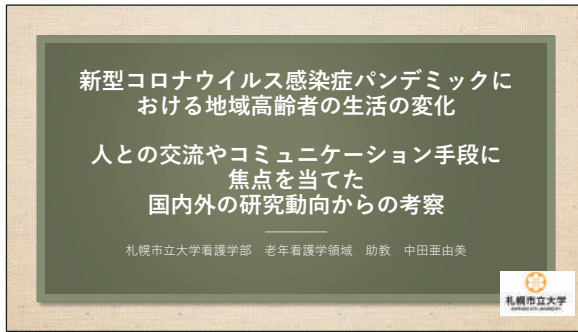 新型コロナウイルス感染症パンデミックに
おける地域高齢者の生活の変化
人との交流やコミュニケーション手段に
焦点を当てた
国内外の研究動向からの考察
札幌市立大学看護学部 老年看護学領域 助教 中田亜由美
札幌市立大学